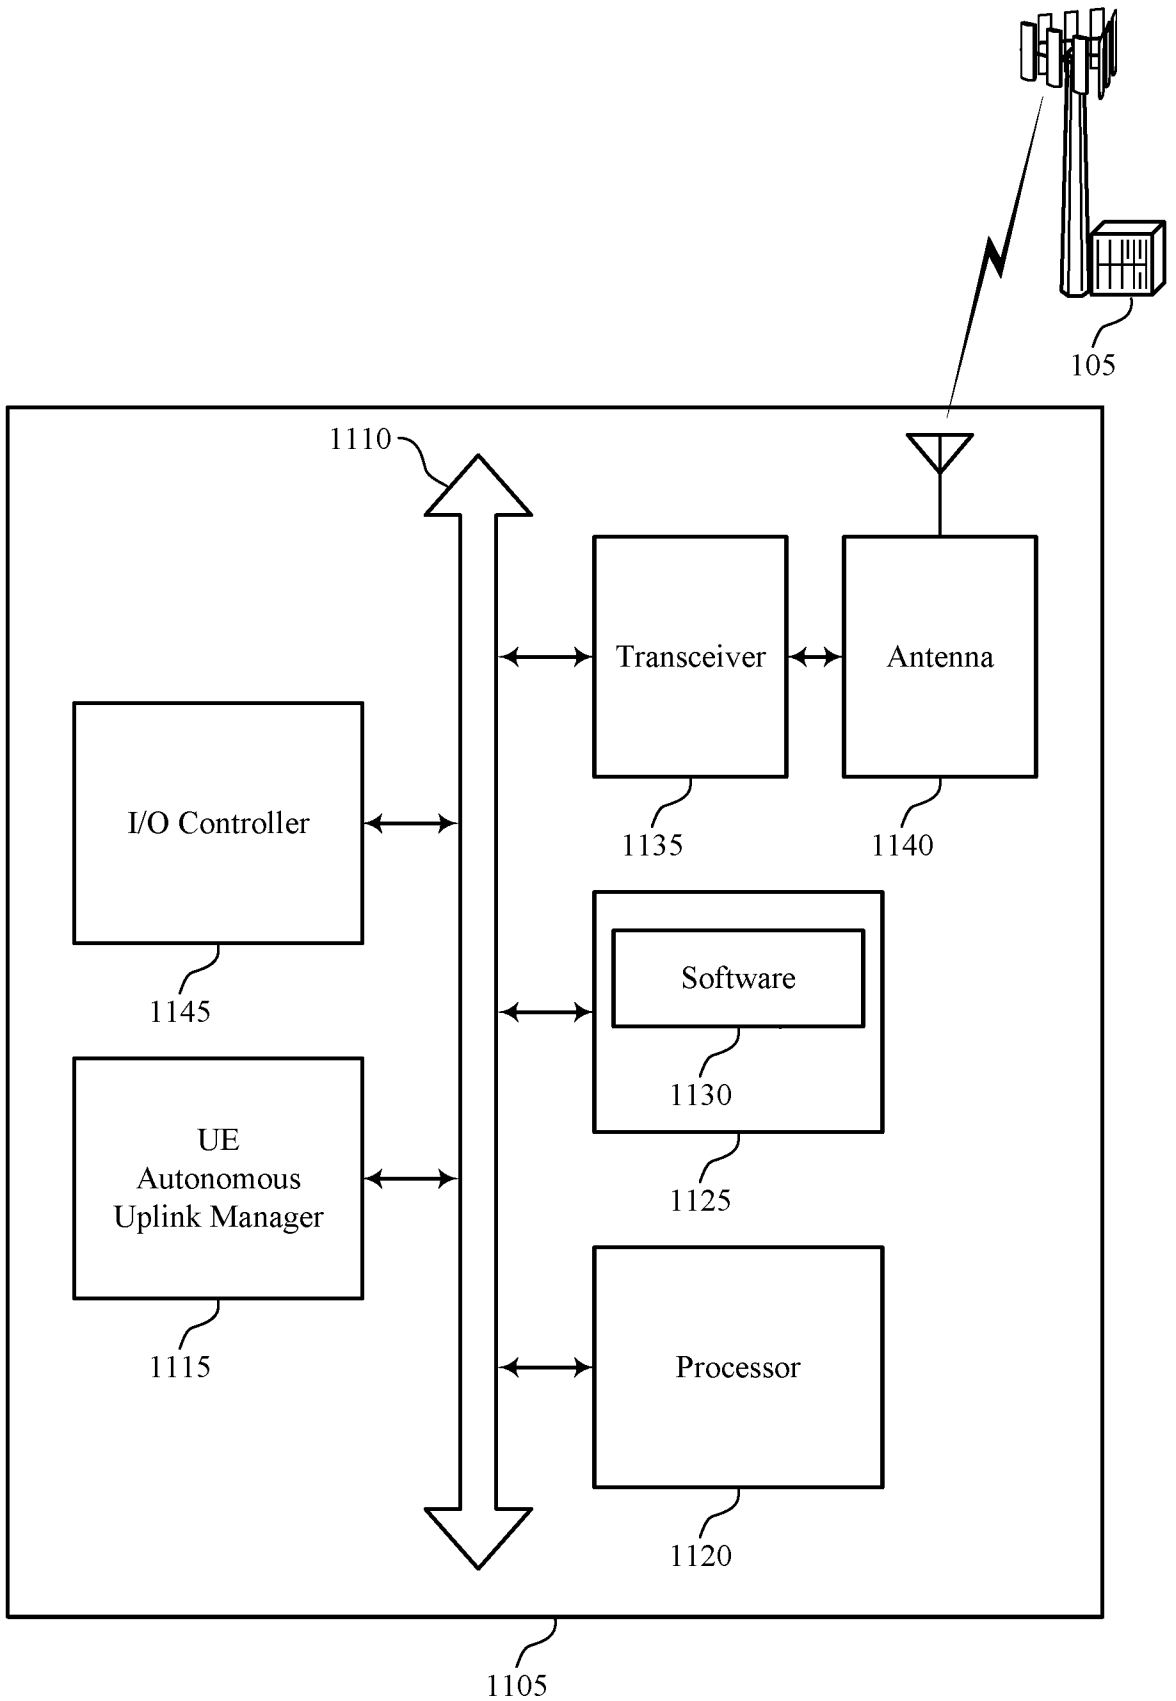 105
1110
Transceiver
Antenna
1135
1140
I/O Controller
1145
Software
1130
1125
UE
Autonomous
Uplink Manager
1115
Processor
1120
1105